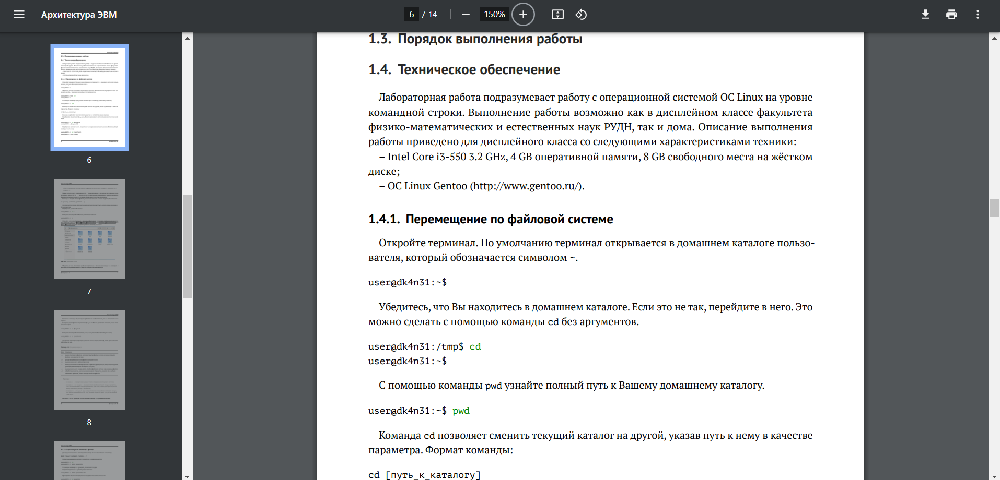 Архитектура ЭВМ
6 / 14
150%
6
7
8
1.3. Порядок выполнения работы
1.4. Техническое обеспечение
Лабораторная работа подразумевает работу с операционной системой ОС Linux на уровне
командной строки. Выполнение работы возможно как в дисплейном классе факультета
физико-математических и естественных наук РУДН, так и дома. Описание выполнения
работы приведено для дисплейного класса со следующими характеристиками техники:
– Intel Core i3-550 3.2 GHz, 4 GB оперативной памяти, 8 GB свободного места на жёстком
диске;
– ОС Linux Gentoo (http://www.gentoo.ru/).
1.4.1. Перемещение по файловой системе
Откройте терминал. По умолчанию терминал открывается в домашнем каталоге пользо-
вателя, который обозначается символом ~.
user@dk4n31:~$
Убедитесь, что Вы находитесь в домашнем каталоге. Если это не так, перейдите в него. Это
можно сделать с помощью команды cd без аргументов.
user@dk4n31:/tmp$ cd
user@dk4n31:~$
С помощью команды pwd узнайте полный путь к Вашему домашнему каталогу.
user@dk4n31:~$ pwd
Команда cd позволяет сменить текущий каталог на другой, указав путь к нему в качестве
параметра. Формат команды:
cd [путь_к_каталогу]